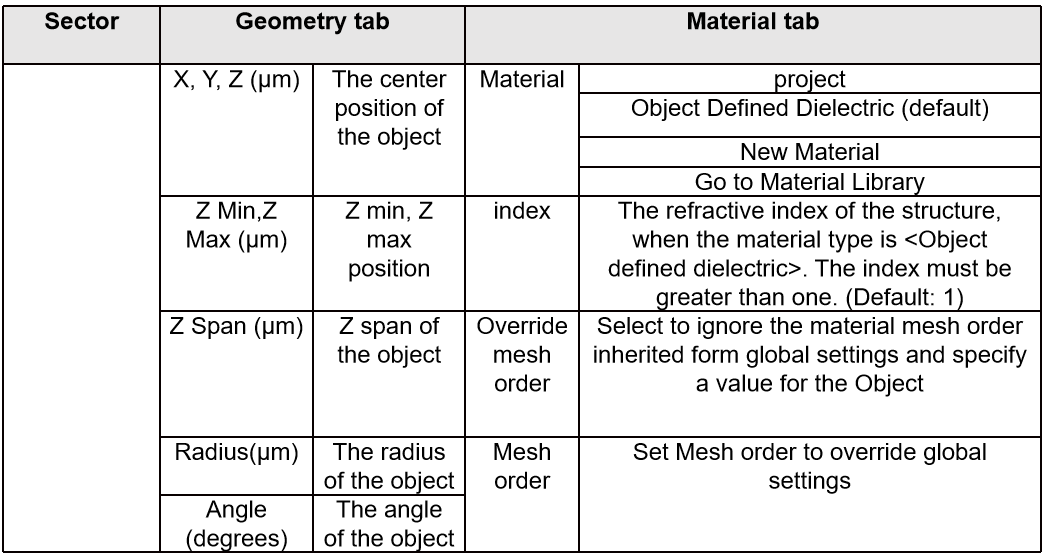 Sector
Geometry tab
Material tab
X, Y, Z (μm)
The center
position of
the object
Material
project
Object Defined Dielectric (default)
New Material
Go to Material Library
Z Min,Z
Max (μm)
Z min, Z
max
position
index
The refractive index of the structure,
when the material type is <Object
defined dielectric>. The index must be
greater than one. (Default: 1)
Z Span (μm)
Z span of
the object
Override
mesh
order
Select to ignore the material mesh order
inherited form global settings and specify
a value for the Object
Radius(μm)
The radius
of the object
Mesh
order
Set Mesh order to override global
settings
Angle
(degrees)
The angle
of the object